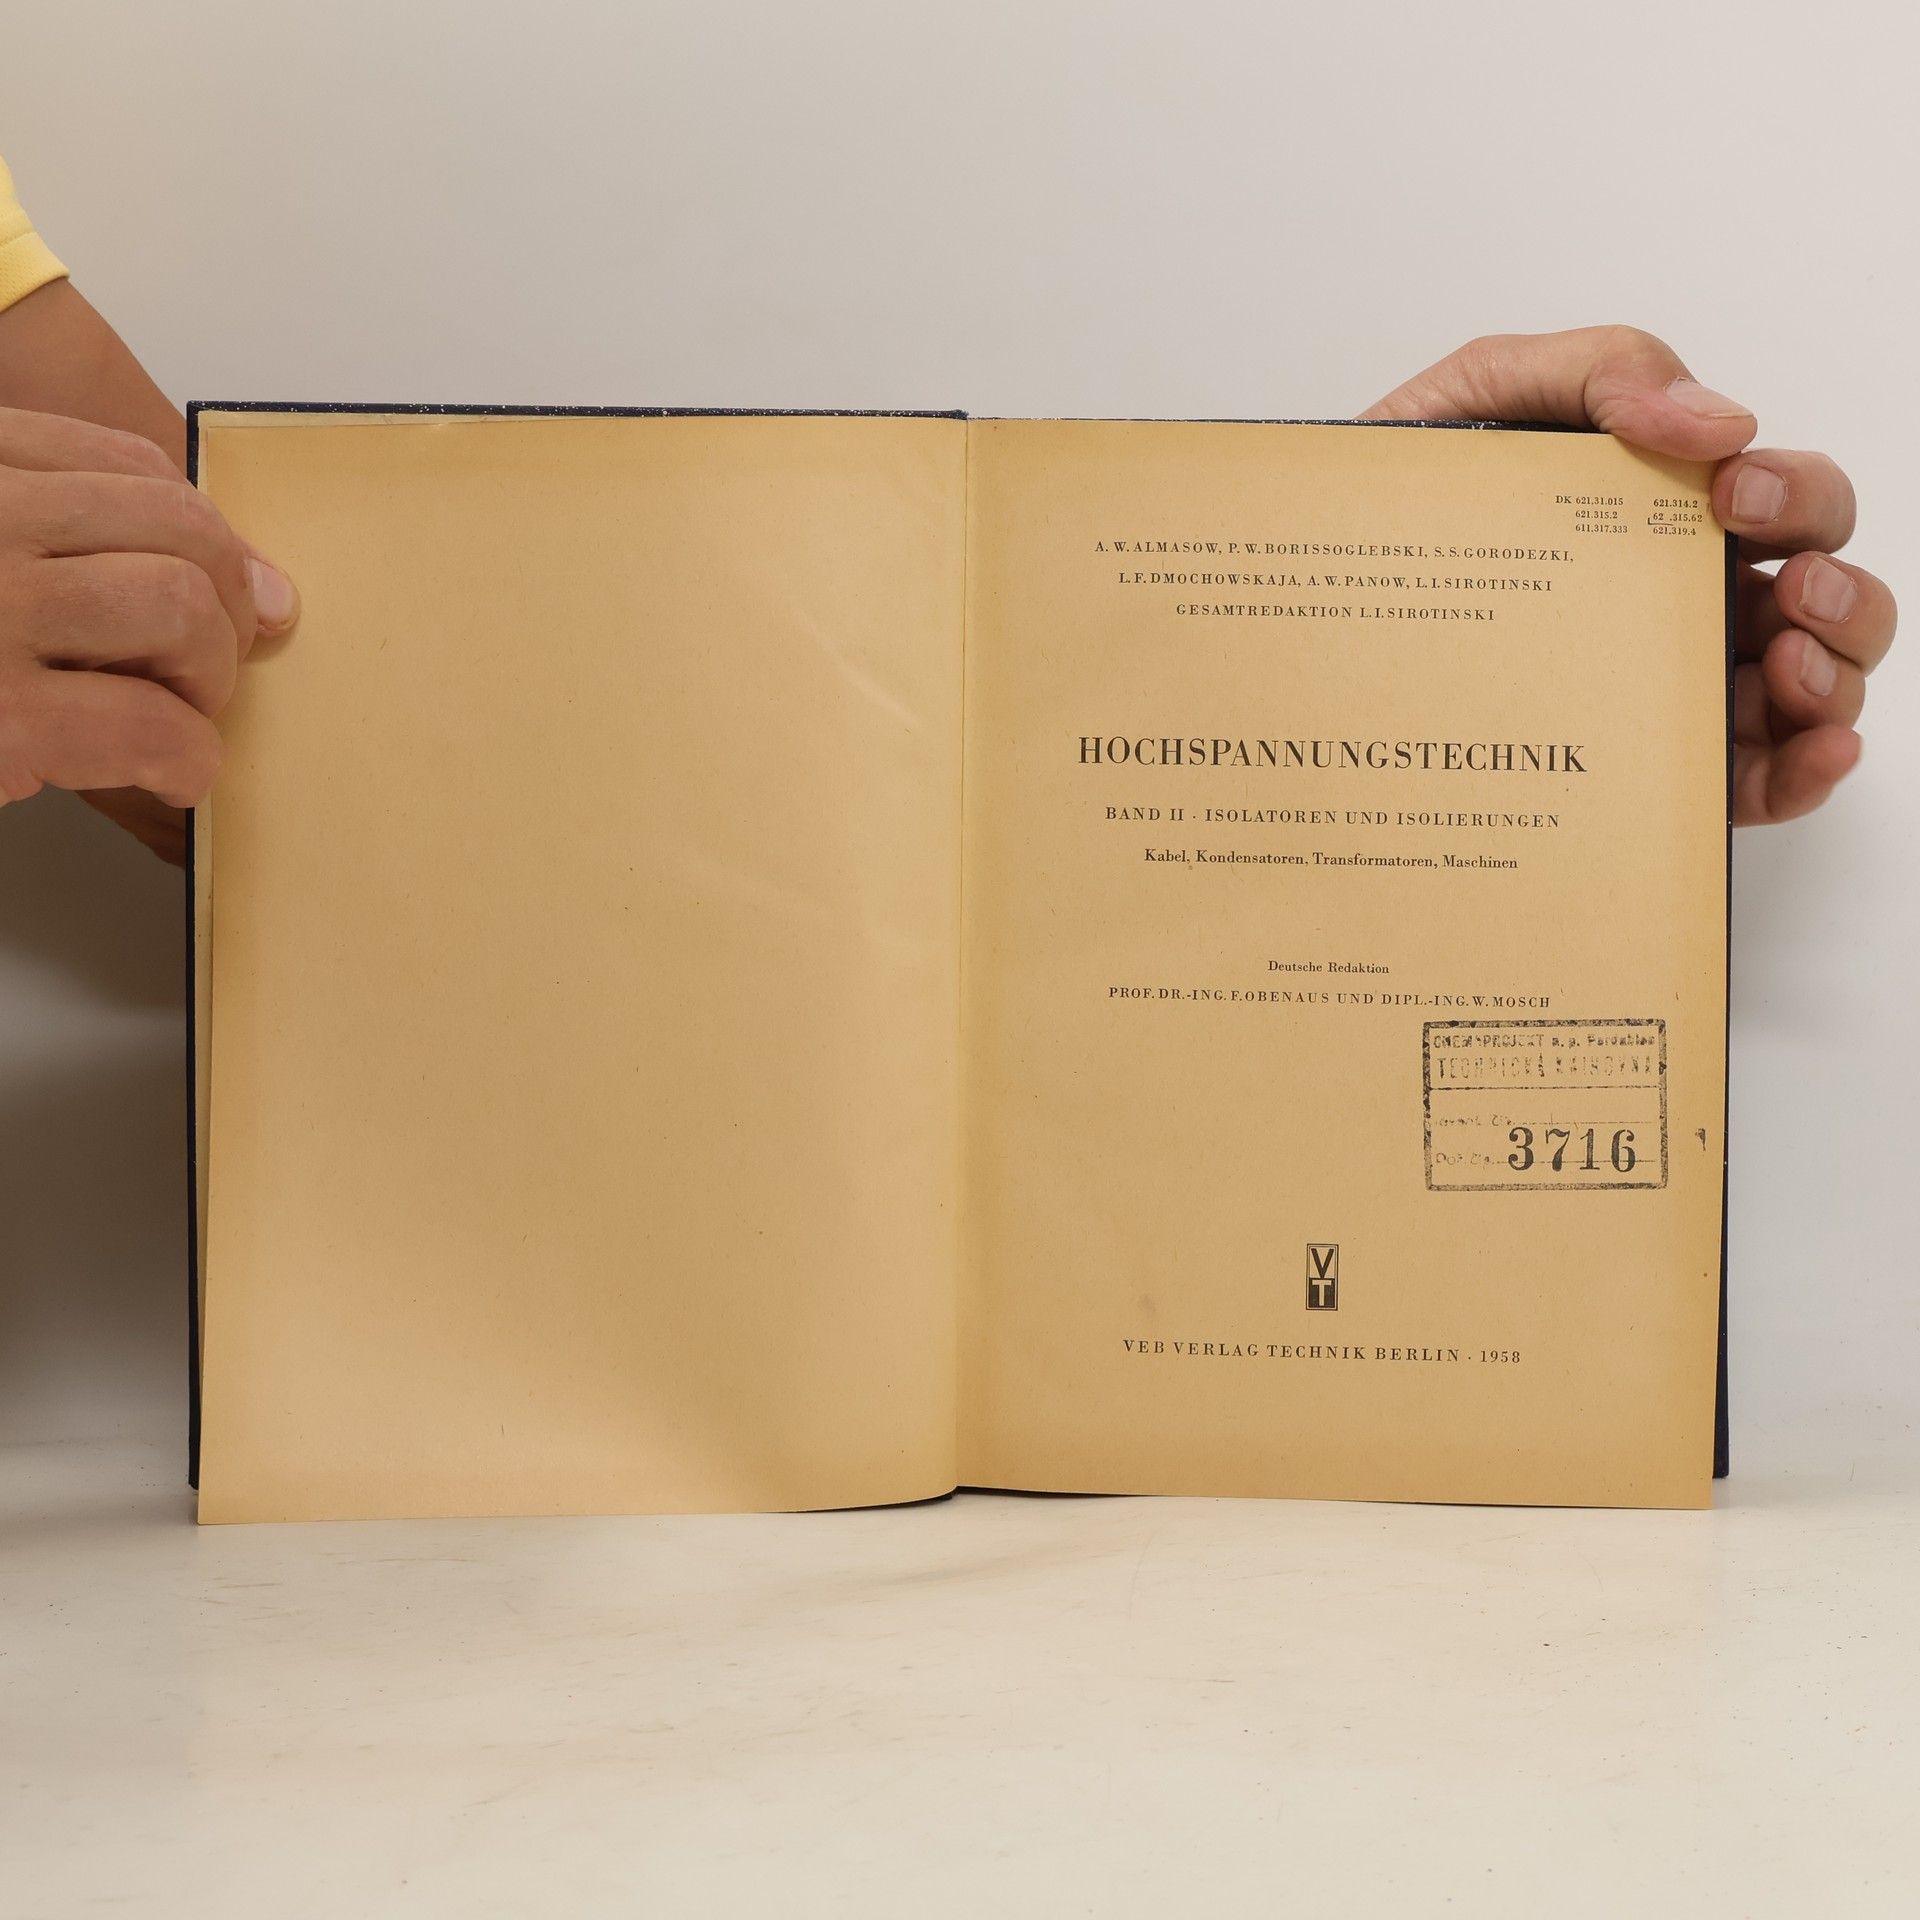 DK 621.31.015 621.314.2
621.315.2 62 .315.62
611.317.333 621.319.4
A. W. ALMASOW, P. W. BORISSOGLEBSKI, S. S. GORODEZKI,
L. F. DMOCHOWSKAJA, A. W. PANOW, L. I. SIROTINSKI
GESAMTREDAKTION L. I. SIROTINSKI
HOCHSPANNUNGSTECHNIK
BAND II · ISOLATOREN UND ISOLIERUNGEN
Kabel, Kondensatoren, Transformatoren, Maschinen
Deutsche Redaktion
PROF. DR.-ING. F. OBENAUS UND DIPL.-ING. W. MOSCH
CHEMOPROJEKT n. p. Pardubice
TECHNICKÁ KNIHOVNA
3716
V
T
VEB VERLAG TECHNIK BERLIN · 1958